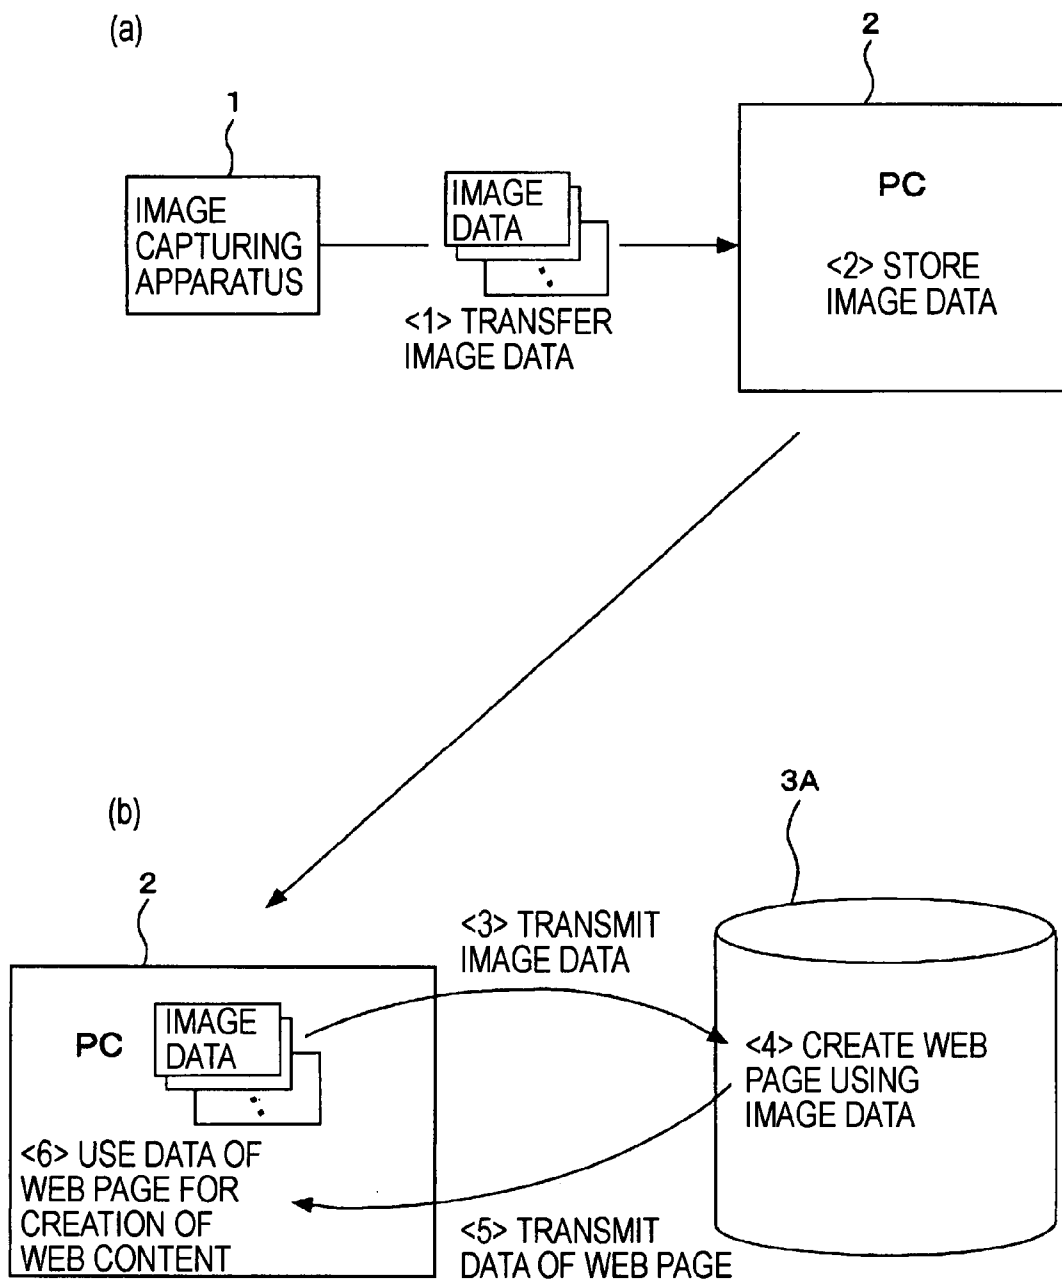 (a)
2
1
IMAGE
CAPTURING
APPARATUS
IMAGE
DATA
<1> TRANSFER
IMAGE DATA
PC
<2> STORE
IMAGE DATA
(b)
3A
2
<3> TRANSMIT
IMAGE DATA
PC
IMAGE
DATA
<4> CREATE WEB
PAGE USING
IMAGE DATA
<6> USE DATA OF
WEB PAGE FOR
CREATION OF
WEB CONTENT
<5> TRANSMIT
DATA OF WEB PAGE